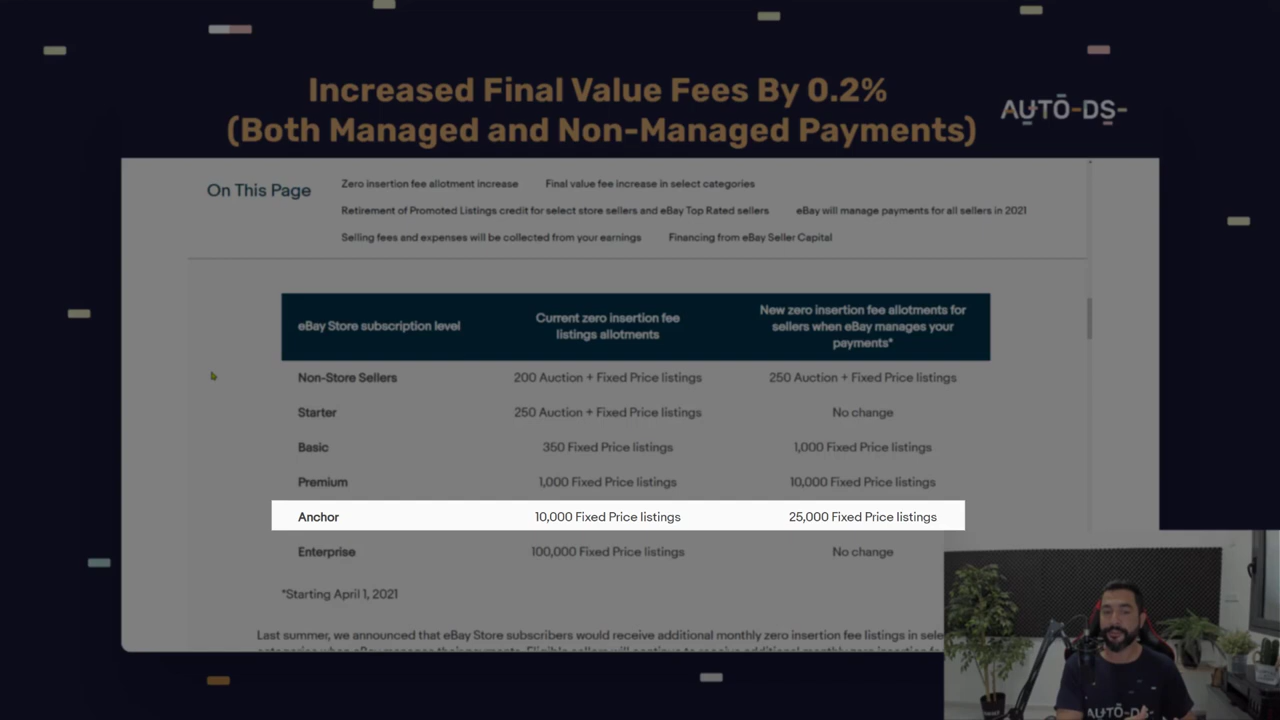 Increased Final Value Fees By 0.2%
(Both Managed and Non-Managed Payments)
AUTO-DS-
On This Page
Zero insertion fee allotment increase Final value fee increase in select categories
Retirement of Promoted Listings credit for select store sellers and eBay Top Rated sellers eBay will manage payments for all sellers in 2021
Selling fees and expenses will be collected from your earnings Financing from eBay Seller Capital
eBay Store subscription level Current zero insertion fee listings allotments New zero insertion fee allotments for sellers when eBay manages your payments*
Non-Store Sellers 200 Auction + Fixed Price listings 250 Auction + Fixed Price listings
Starter 250 Auction + Fixed Price listings No change
Basic 350 Fixed Price listings 1,000 Fixed Price listings
Premium 1,000 Fixed Price listings 10,000 Fixed Price listings
Anchor 10,000 Fixed Price listings 25,000 Fixed Price listings
Enterprise 100,000 Fixed Price listings No change
*Starting April 1, 2021
Last summer, we announced that eBay Store subscribers would receive additional monthly zero insertion fee listings in
AUTO-DS-